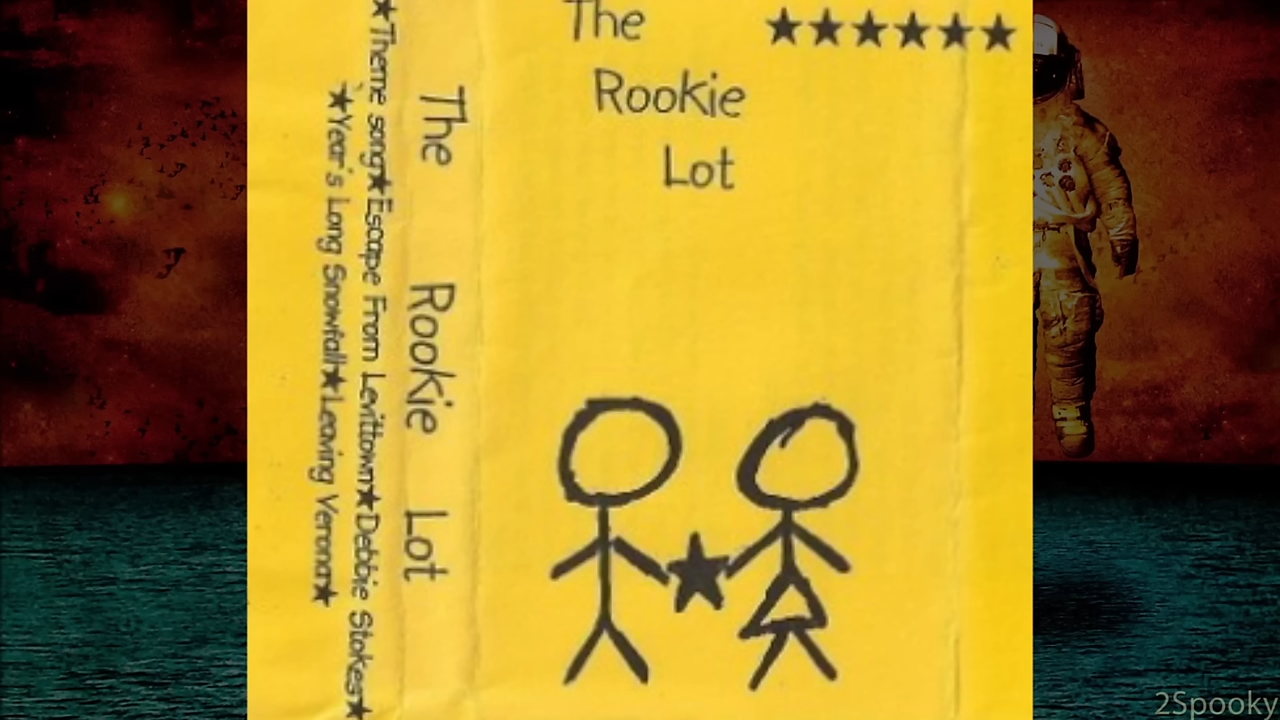 The ★★★★★★
Rookie
Lot
The Rookie Lot
★Theme song★Escape From Levittown★Debbie Stokes★
★Year's Long Snowfall★Leaving Verona★
2Spooky